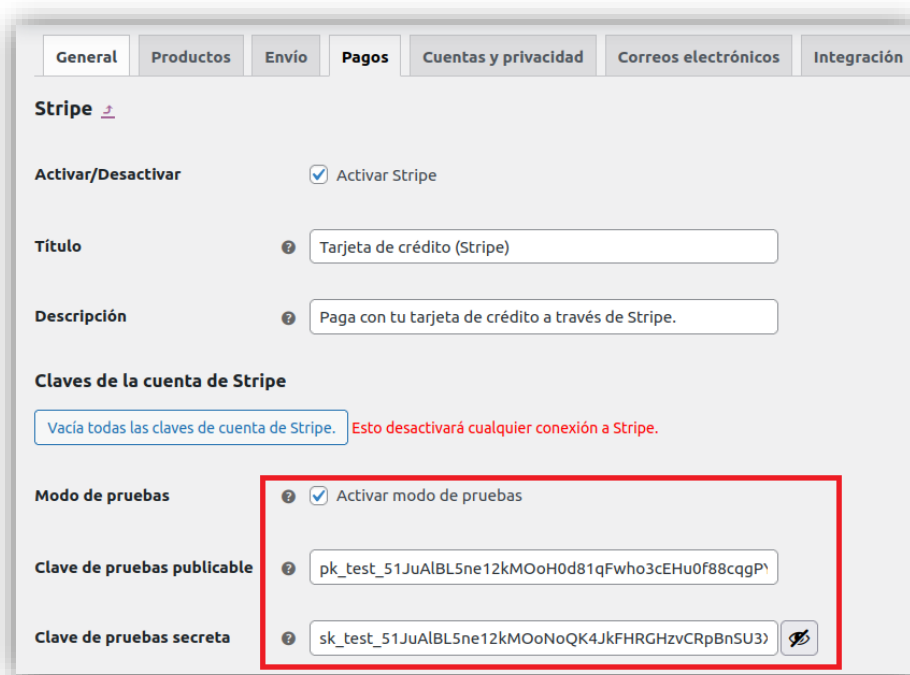 General Productos Envío Pagos Cuentas y privacidad Correos electrónicos Integración
Stripe
Activar/Desactivar Activar Stripe
Título Tarjeta de crédito (Stripe)
Descripción Paga con tu tarjeta de crédito a través de Stripe.
Claves de la cuenta de Stripe
Vacía todas las claves de cuenta de Stripe. Esto desactivará cualquier conexión a Stripe.
Modo de pruebas Activar modo de pruebas
Clave de pruebas publicable pk_test_51JuAlBL5ne12kMOoH0d81qFwho3cEHu0f88cqgP
Clave de pruebas secreta sk_test_51JuAlBL5ne12kMOoNoQK4JkFHRGHzvCRpBnSU3